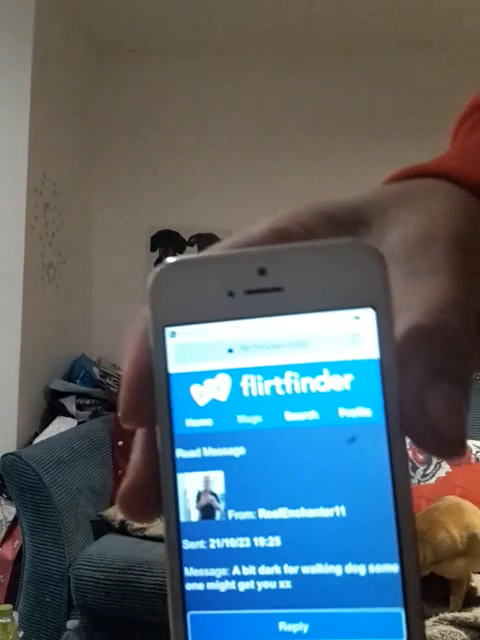 flirtfinder
Home Msgs Search Profile
Read Message
From: RealEnchanter11
Sent: 21/10/23 19:25
Message: A bit dark for walking dog some
one might get you xx
Reply